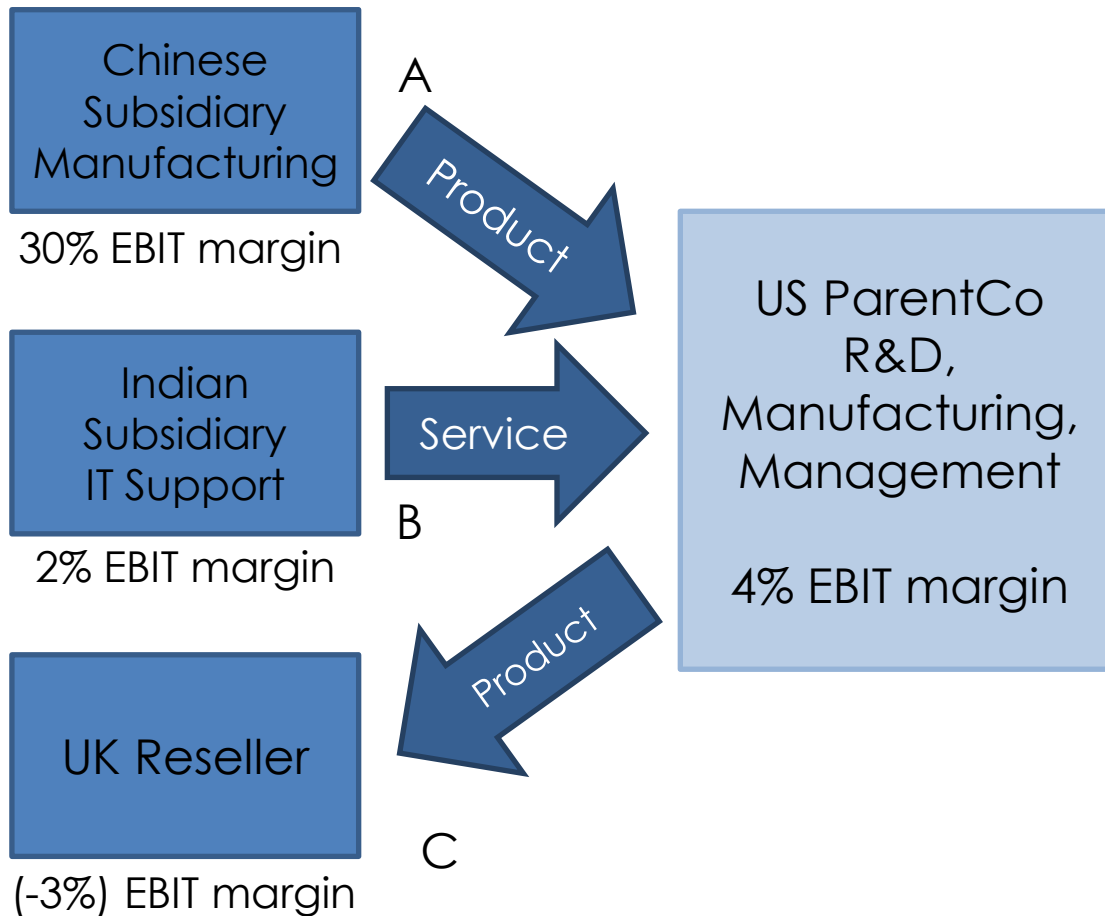 Chinese
Subsidiary
Manufacturing
30% EBIT margin
A
Product
Indian
Subsidiary
IT Support
2% EBIT margin
Service
B
US ParentCo
R&D,
Manufacturing,
Management
4% EBIT margin
Product
UK Reseller
C
(-3%) EBIT margin